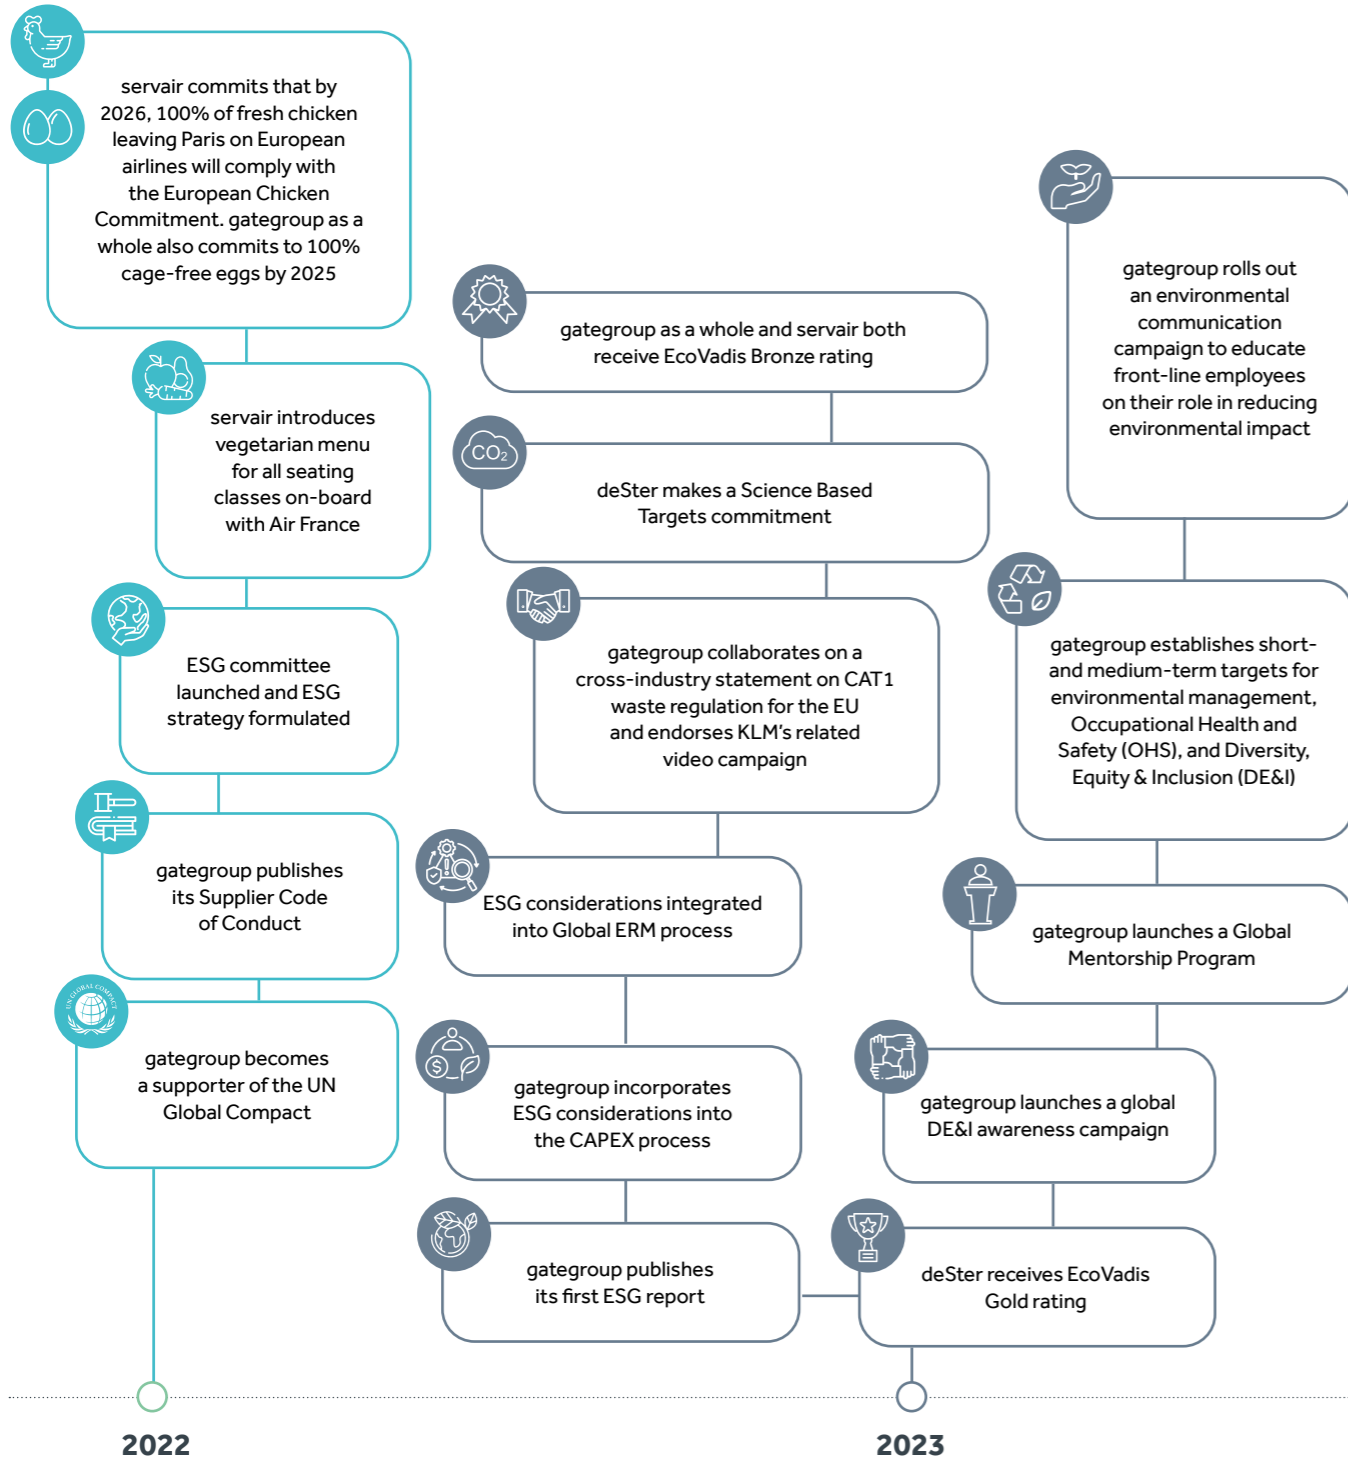 servair commits that by
2026, 100% of fresh chicken
leaving Paris on European
airlines will comply with
the European Chicken
Commitment. gategroup as a
whole also commits to 100%
cage-free eggs by 2025
servair introduces
vegetarian menu
for all seating
classes on-board
with Air France
ESG committee
launched and ESG
strategy formulated
gategroup publishes
its Supplier Code
of Conduct
UN GLOBAL COMPACT
gategroup becomes
a supporter of the UN
Global Compact
gategroup as a whole and servair both
receive EcoVadis Bronze rating
CO₂
deSter makes a Science Based
Targets commitment
gategroup collaborates on a
cross-industry statement on CAT1
waste regulation for the EU
and endorses KLM's related
video campaign
ESG considerations integrated
into Global ERM process
$
gategroup incorporates
ESG considerations into
the CAPEX process
gategroup publishes
its first ESG report
gategroup rolls out
an environmental
communication
campaign to educate
front-line employees
on their role in reducing
environmental impact
gategroup establishes short-
and medium-term targets for
environmental management,
Occupational Health and
Safety (OHS), and Diversity,
Equity & Inclusion (DE&I)
gategroup launches a Global
Mentorship Program
gategroup launches a global
DE&I awareness campaign
deSter receives EcoVadis
Gold rating
2022
2023